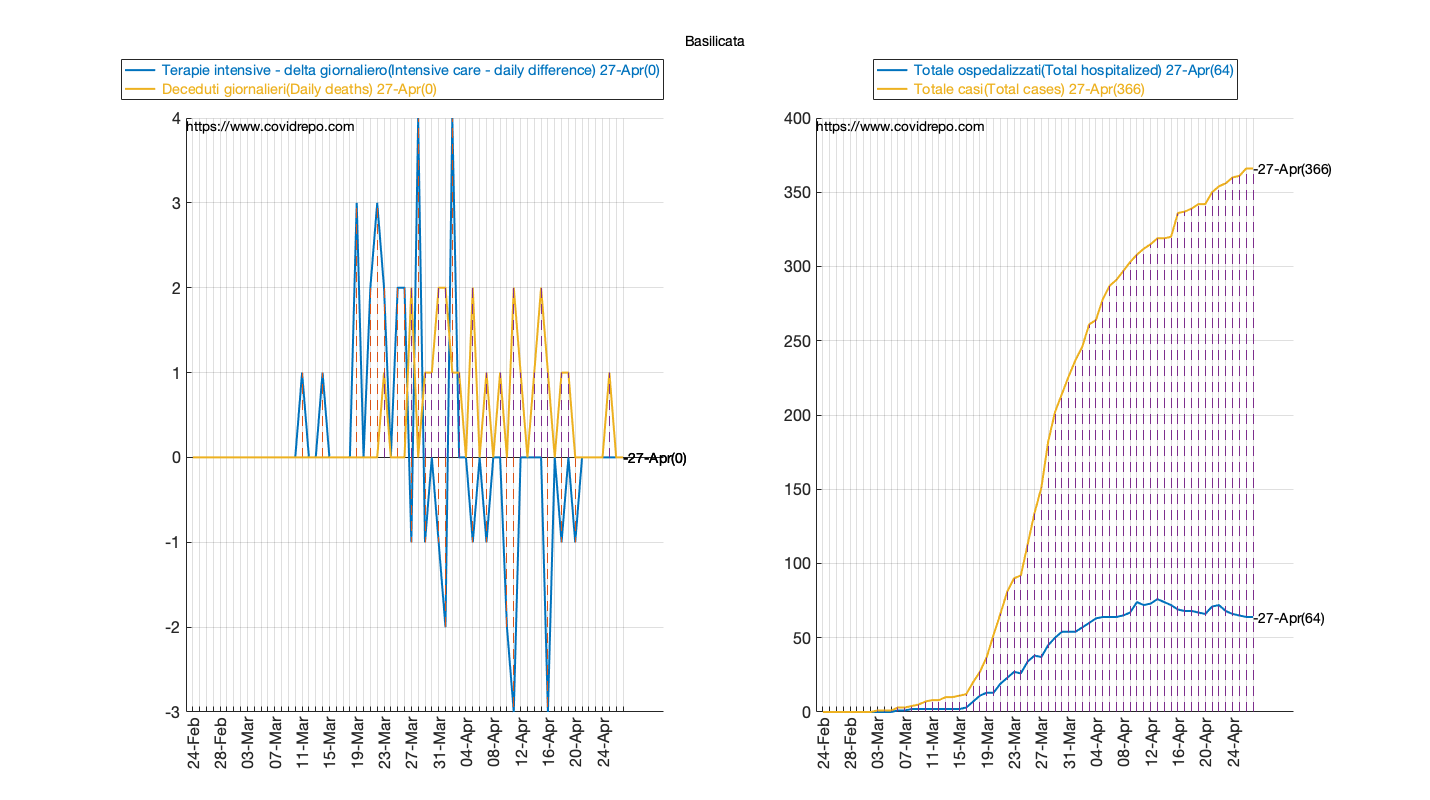 Basilicata
Terapie intensive - delta giornaliero(Intensive care - daily difference) 27-Apr(0)
Deceduti giornalieri(Daily deaths) 27-Apr(0)
https://www.covidrepo.com
4
3
2
1
0
-1
-2
-3
-27-Apr(0)
24-Feb
28-Feb
03-Mar
07-Mar
11-Mar
15-Mar
19-Mar
23-Mar
27-Mar
31-Mar
04-Apr
08-Apr
12-Apr
16-Apr
20-Apr
24-Apr
Totale ospedalizzati(Total hospitalized) 27-Apr(64)
Totale casi(Total cases) 27-Apr(366)
https://www.covidrepo.com
400
350
300
250
200
150
100
50
0
-27-Apr(366)
-27-Apr(64)
24-Feb
28-Feb
03-Mar
07-Mar
11-Mar
15-Mar
19-Mar
23-Mar
27-Mar
31-Mar
04-Apr
08-Apr
12-Apr
16-Apr
20-Apr
24-Apr